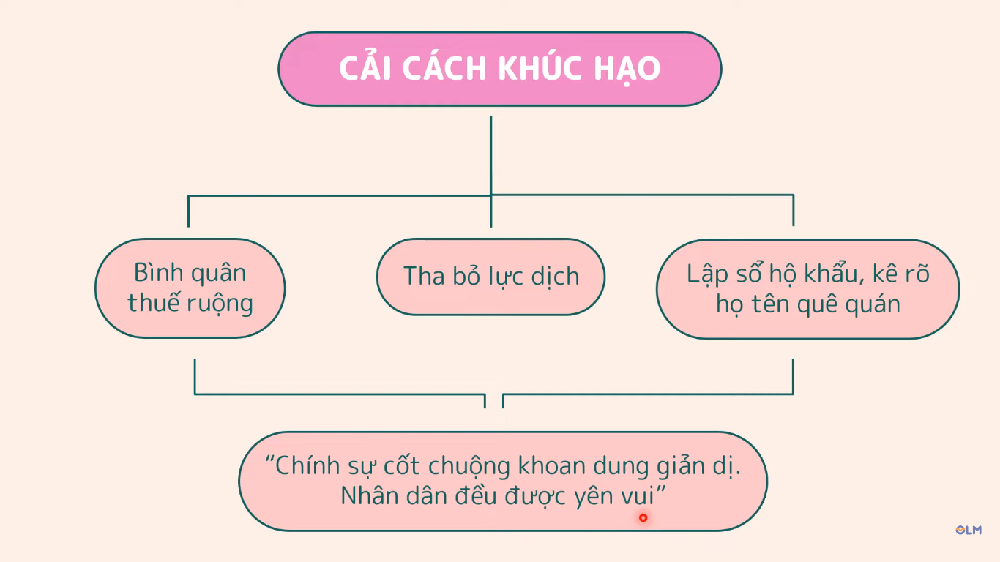 CẢI CÁCH KHÚC HẠO
Bình quân
thuế ruộng
Tha bỏ lực dịch
Lập sổ hộ khẩu, kê rõ
họ tên quê quán
“Chính sự cốt chuộng khoan dung giản dị.
Nhân dân đều được yên vui”
OLM